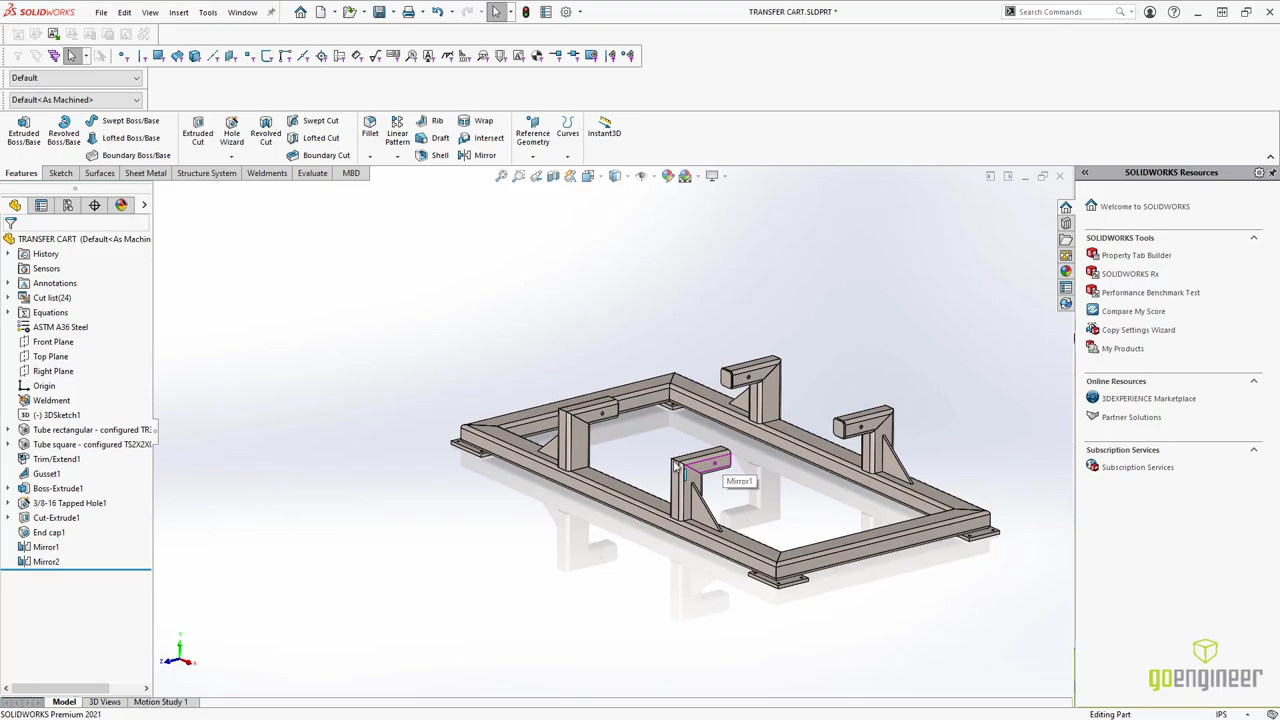 SOLIDWORKS
File Edit View Insert Tools Window
TRANSFER CART.SLDPRT *
Search Commands
Default
Default<As Machined>
Extruded Boss/Base
Revolved Boss/Base
Swept Boss/Base
Lofted Boss/Base
Boundary Boss/Base
Extruded Cut
Hole Wizard
Revolved Cut
Swept Cut
Lofted Cut
Boundary Cut
Fillet
Linear Pattern
Rib
Draft
Shell
Wrap
Intersect
Mirror
Reference Geometry
Curves
Instant3D
Features Sketch Surfaces Sheet Metal Structure System Weldments Evaluate MBD
TRANSFER CART (Default<As Machin
History
Sensors
Annotations
Cut list(24)
Equations
ASTM A36 Steel
Front Plane
Top Plane
Right Plane
Origin
Weldment
(-) 3DSketch1
Tube rectangular - configured TR3
Tube square - configured TS2X2X0
Trim/Extend1
Gusset1
Boss-Extrude1
3/8-16 Tapped Hole1
Cut-Extrude1
End cap1
Mirror1
Mirror2
Mirror1
Y
Z
X
SOLIDWORKS Resources
Welcome to SOLIDWORKS
SOLIDWORKS Tools
Property Tab Builder
SOLIDWORKS Rx
Performance Benchmark Test
Compare My Score
Copy Settings Wizard
My Products
Online Resources
3DEXPERIENCE Marketplace
Partner Solutions
Subscription Services
Subscription Services
goengineer
Model 3D Views Motion Study 1
SOLIDWORKS Premium 2021
Editing Part
IPS